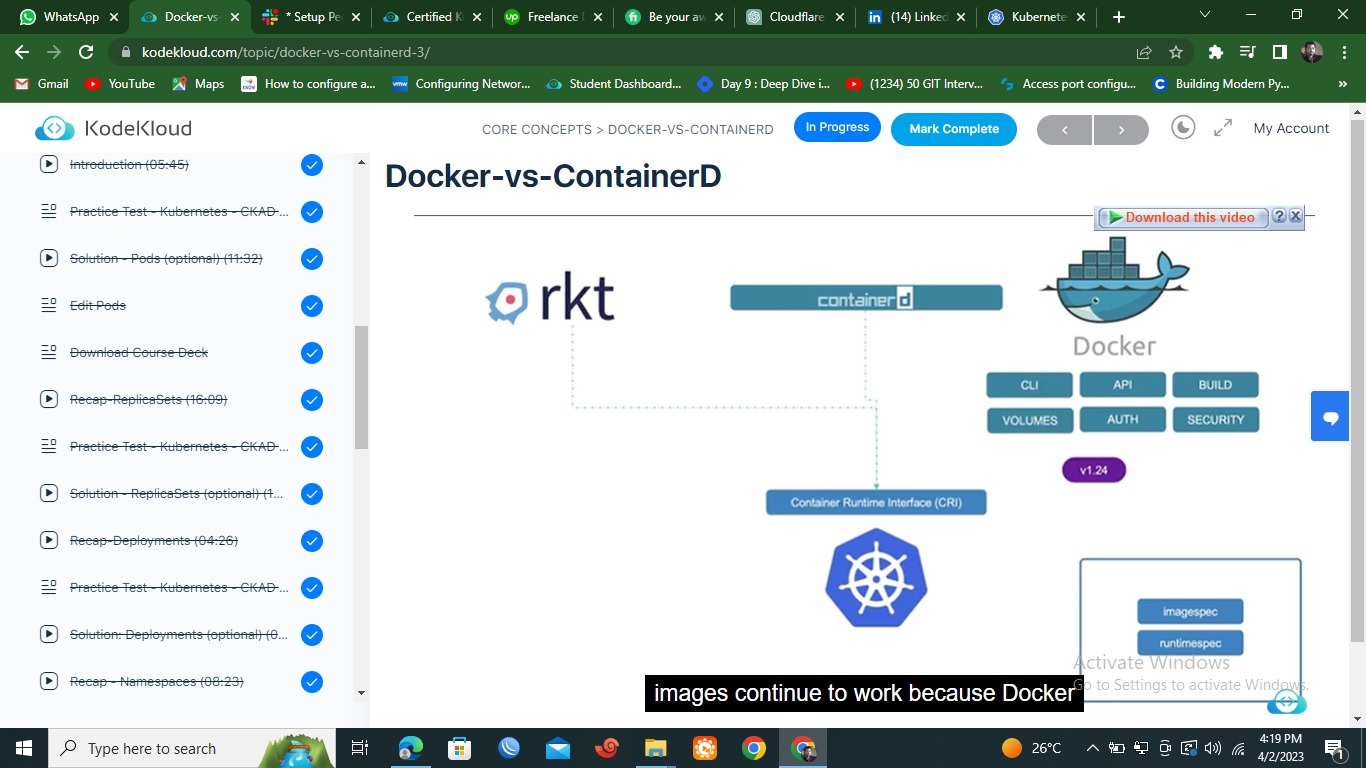 WhatsApp
Docker-vs-
* Setup Pe
Certified K
Freelance
Be your aw
Cloudflare
(14) Linked
Kubernete
kodekloud.com/topic/docker-vs-containerd-3/
Gmail
YouTube
Maps
How to configure a...
Configuring Networ...
Student Dashboard...
Day 9 : Deep Dive i...
(1234) 50 GIT Interv...
Access port configu...
Building Modern Py...
»
KodeKloud
CORE CONCEPTS > DOCKER-VS-CONTAINERD
In Progress
Mark Complete
<
>
My Account
Introduction (05:45)
Practice Test - Kubernetes - CKAD ...
Solution - Pods (optional) (11:32)
Edit Pods
Download Course Deck
Recap-ReplicaSets (16:09)
Practice Test - Kubernetes - CKAD ...
Solution - ReplicaSets (optional) (1...
Recap-Deployments (04:26)
Practice Test - Kubernetes - CKAD ...
Solution: Deployments (optional) (0...
Recap - Namespaces (08:23)
Docker-vs-ContainerD
Download this video
?
X
rkt
containerd
Docker
CLI
API
BUILD
VOLUMES
AUTH
SECURITY
v1.24
Container Runtime Interface (CRI)
imagespec
runtimespec
Activate Windows
Go to Settings to activate Windows.
images continue to work because Docker
Type here to search
26°C
4:19 PM
4/2/2023
1